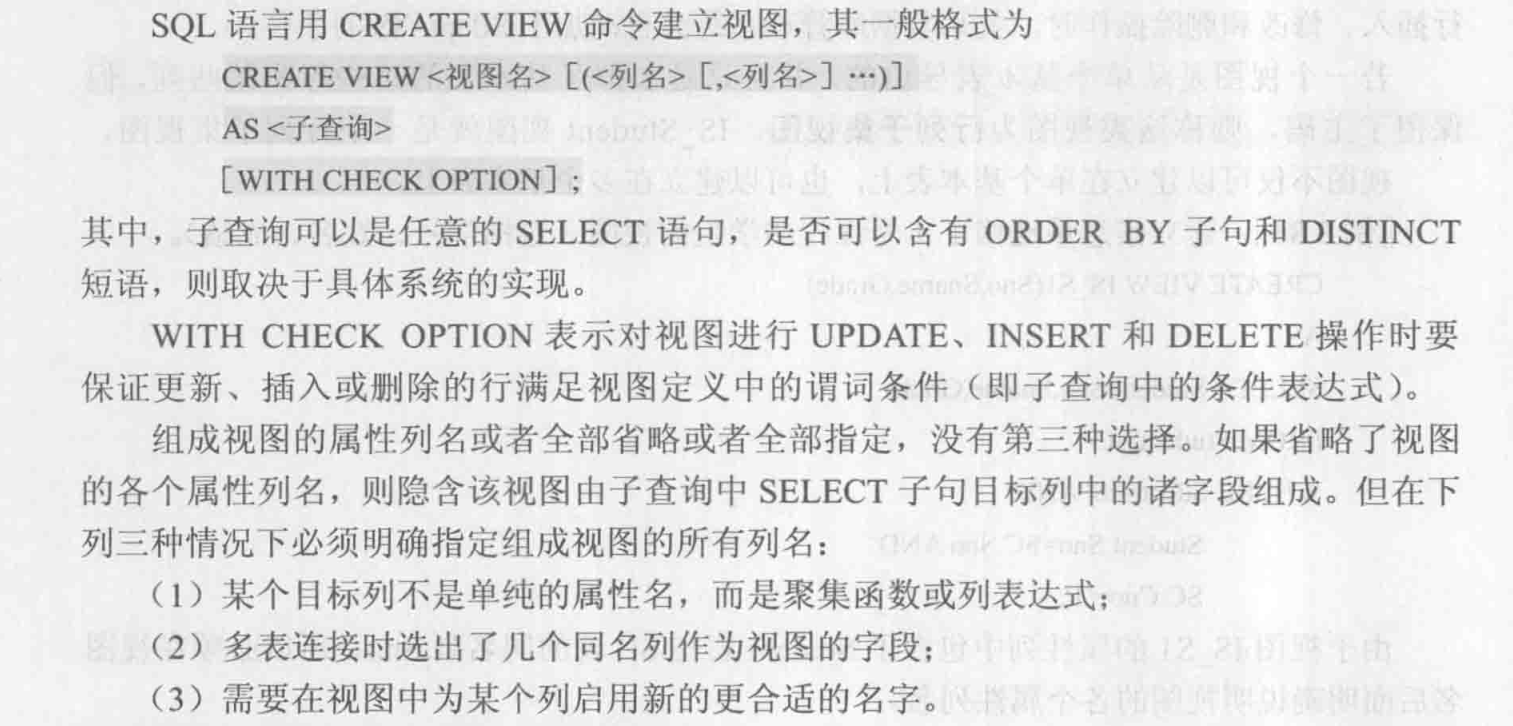 SQL 语言用 CREATE VIEW 命令建立视图，其一般格式为
CREATE VIEW <视图名> [(<列名> [,<列名>] …)]
AS <子查询>
[WITH CHECK OPTION];
其中，子查询可以是任意的 SELECT 语句，是否可以含有 ORDER BY 子句和 DISTINCT
短语，则取决于具体系统的实现。
WITH CHECK OPTION 表示对视图进行 UPDATE、INSERT 和 DELETE 操作时要
保证更新、插入或删除的行满足视图定义中的谓词条件（即子查询中的条件表达式）。
组成视图的属性列名或者全部省略或者全部指定，没有第三种选择。如果省略了视图
的各个属性列名，则隐含该视图由子查询中 SELECT 子句目标列中的诸字段组成。但在下
列三种情况下必须明确指定组成视图的所有列名：
（1）某个目标列不是单纯的属性名，而是聚集函数或列表达式；
（2）多表连接时选出了几个同名列作为视图的字段；
（3）需要在视图中为某个列启用新的更合适的名字。